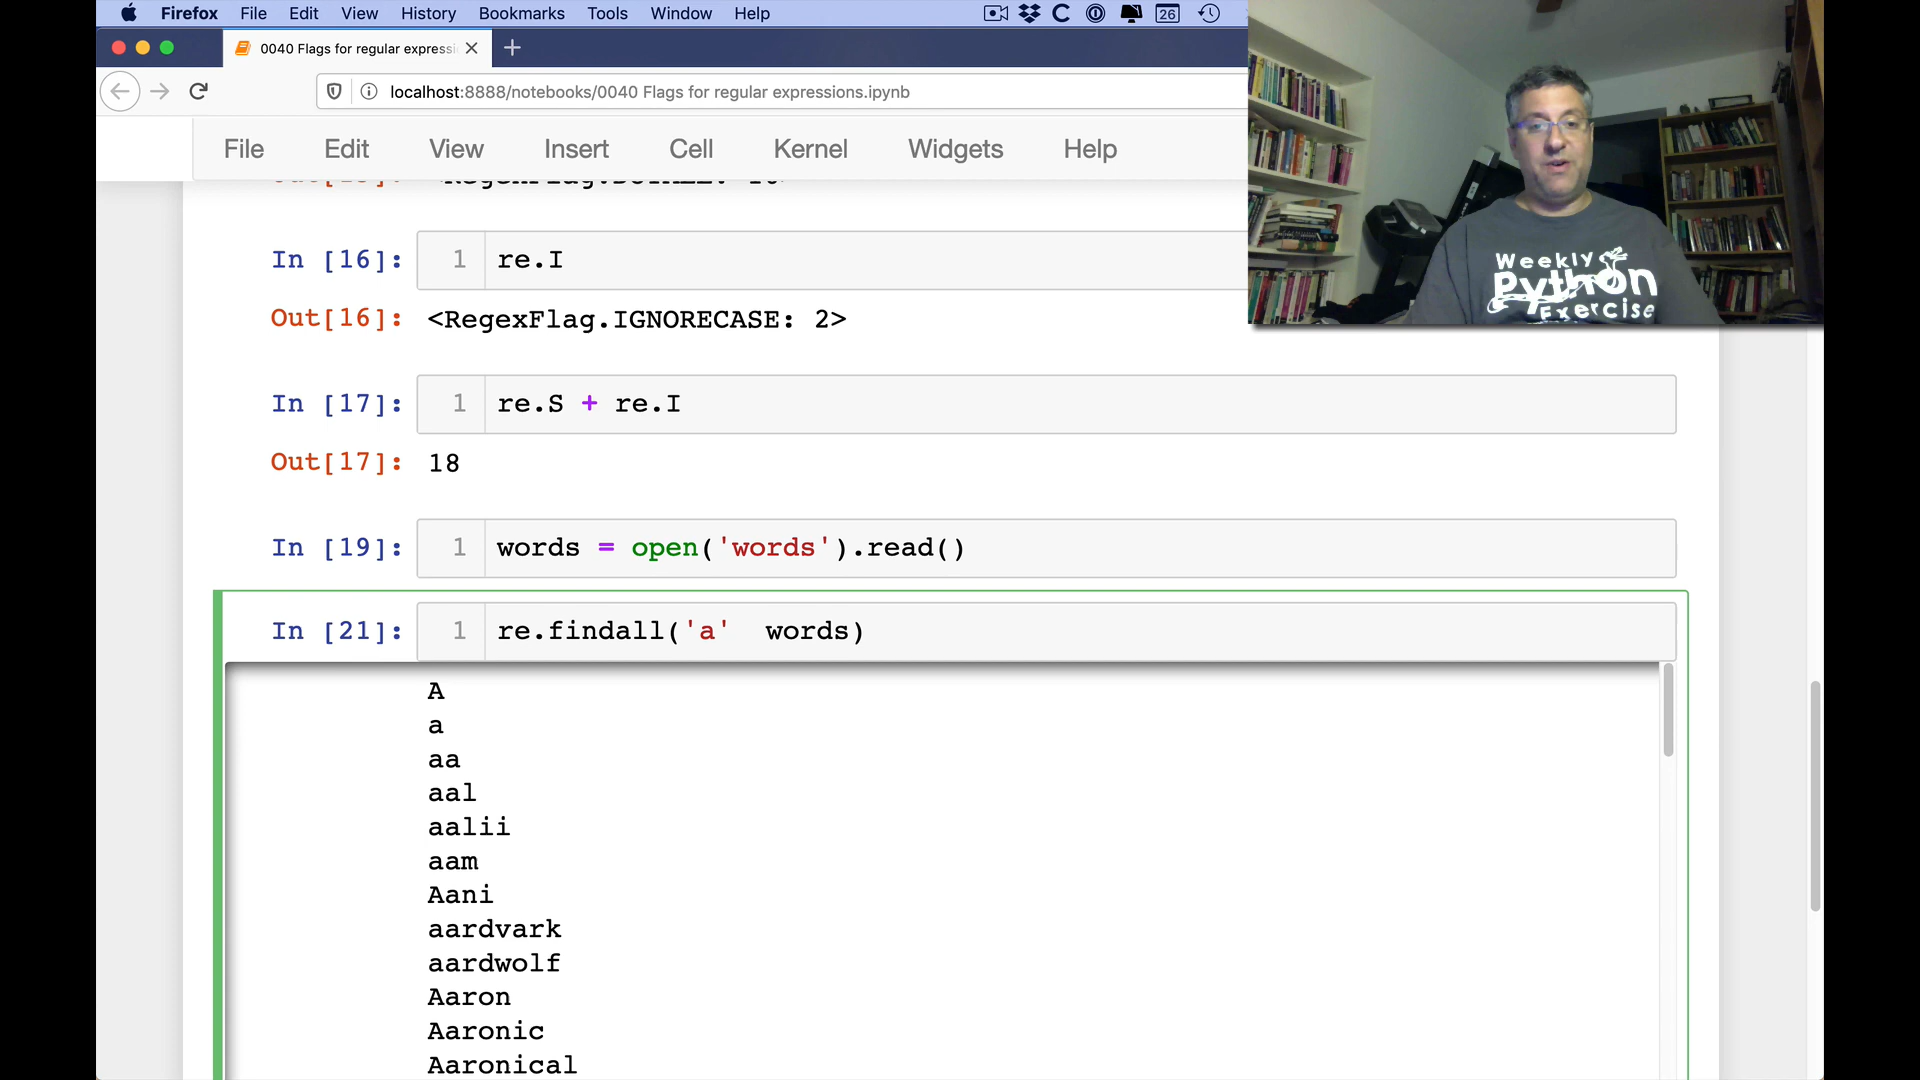 Firefox File Edit View History Bookmarks Tools Window Help
26
0040 Flags for regular expressi
localhost:8888/notebooks/0040 Flags for regular expressions.ipynb
File Edit View Insert Cell Kernel Widgets Help
In [16]: 1 re.I
Out[16]: <RegexFlag.IGNORECASE: 2>
In [17]: 1 re.S + re.I
Out[17]: 18
In [19]: 1 words = open('words').read()
In [21]: 1 re.findall('a'  words)
A
a
aa
aal
aalii
aam
Aani
aardvark
aardwolf
Aaron
Aaronic
Aaronical
Weekly
Python
Exercise